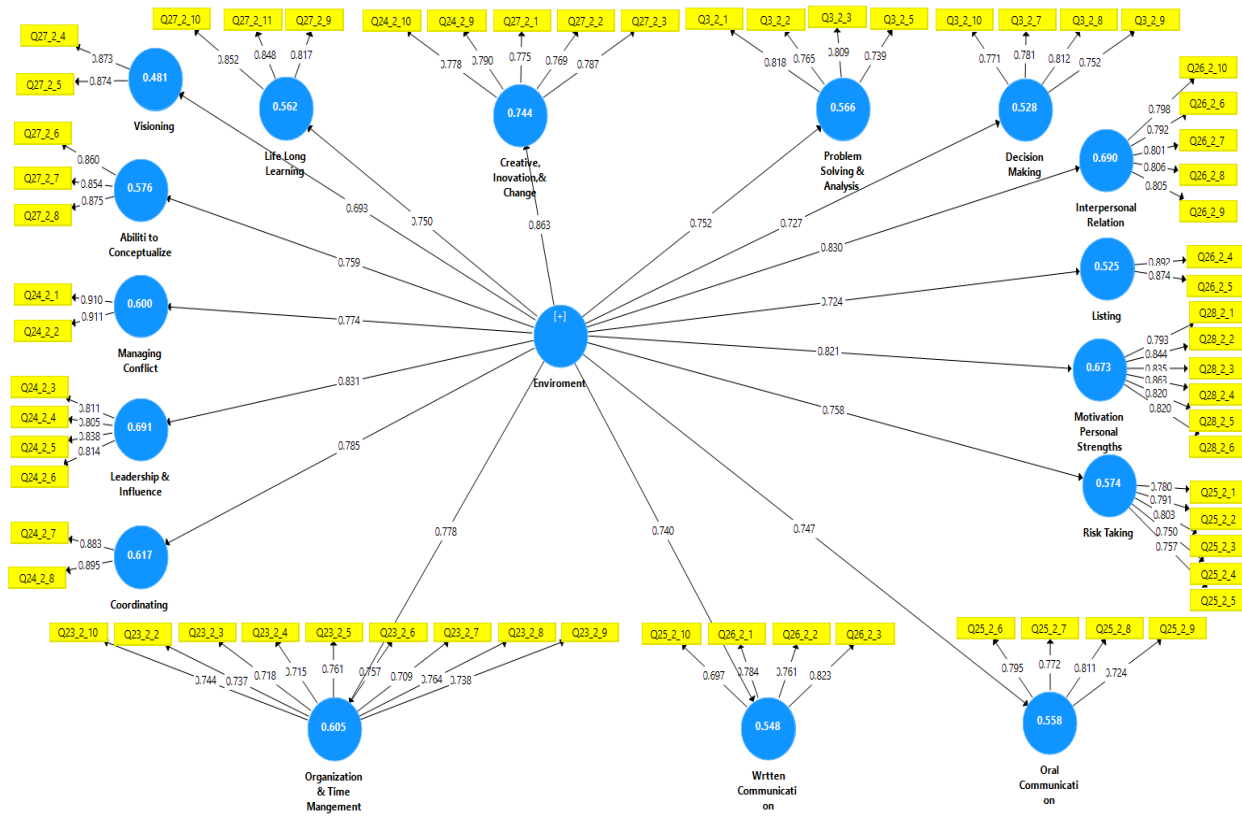 Q27_2_10
Q27_2_11
Q27_2_9
Q24_2_10
Q24_2_9
Q27_2_1
Q27_2_2
Q27_2_3
Q3_2_1
Q3_2_2
Q3_2_3
Q3_2_5
Q3_2_10
Q3_2_7
Q3_2_8
Q3_2_9
Q27_2_4
Q27_2_5
0.873
0.874
0.481
Visioning
0.852
0.848
0.817
0.562
Life Long
Learning
0.778
0.790
0.775
0.769
0.787
0.744
Creative,
Inovation,&
Change
0.818
0.765
0.809
0.739
0.566
Problem
Solving &
Analysis
0.771
0.781
0.812
0.752
0.528
Decision
Making
Q26_2_10
Q26_2_6
Q26_2_7
Q26_2_8
Q26_2_9
0.798
0.792
0.801
0.806
0.805
0.690
Interpersonal
Relation
Q27_2_6
Q27_2_7
Q27_2_8
0.860
0.854
0.875
0.576
Abiliti to
Conceptualize
0.693
0.750
0.863
0.752
0.727
0.830
0.759
0.724
0.774
0.821
0.831
0.758
0.785
0.778
0.740
0.747
[+]
Enviroment
Q26_2_4
Q26_2_5
0.892
0.874
0.525
Listing
Q24_2_1
Q24_2_2
0.910
0.911
0.600
Managing
Conflict
Q28_2_1
Q28_2_2
Q28_2_3
Q28_2_4
Q28_2_5
Q28_2_6
0.793
0.844
0.835
0.863
0.820
0.820
0.673
Motivation
Personal
Strengths
Q24_2_3
Q24_2_4
Q24_2_5
Q24_2_6
0.811
0.805
0.838
0.814
0.691
Leadership &
Influence
Q25_2_1
Q25_2_2
Q25_2_3
Q25_2_4
Q25_2_5
0.780
0.791
0.803
0.750
0.757
0.574
Risk Taking
Q24_2_7
Q24_2_8
0.883
0.895
0.617
Coordinating
Q23_2_10
Q23_2_2
Q23_2_3
Q23_2_4
Q23_2_5
Q23_2_6
Q23_2_7
Q23_2_8
Q23_2_9
0.744
0.737
0.718
0.715
0.761
0.757
0.709
0.764
0.738
0.605
Organization
& Time
Mangement
Q25_2_10
Q26_2_1
Q26_2_2
Q26_2_3
0.697
0.784
0.761
0.823
0.548
Wrtten
Communicati
on
Q25_2_6
Q25_2_7
Q25_2_8
Q25_2_9
0.795
0.772
0.811
0.724
0.558
Oral
Communicati
on